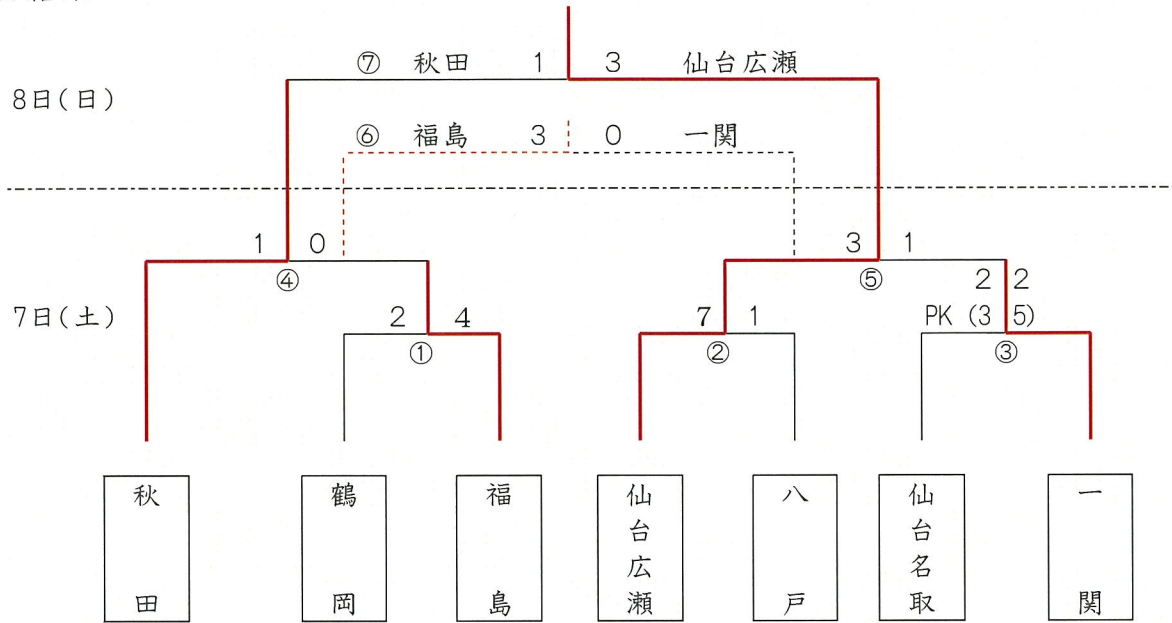 ⑦ 秋田 1 3 仙台広瀬
8日(日)
⑥ 福島 3 0 一関
1 0
④
3 1
⑤
7日(土)
2 4
①
7 1
②
2 2
PK (3 5)
③
秋田
鶴岡
福島
仙台広瀬
八戸
仙台名取
一関